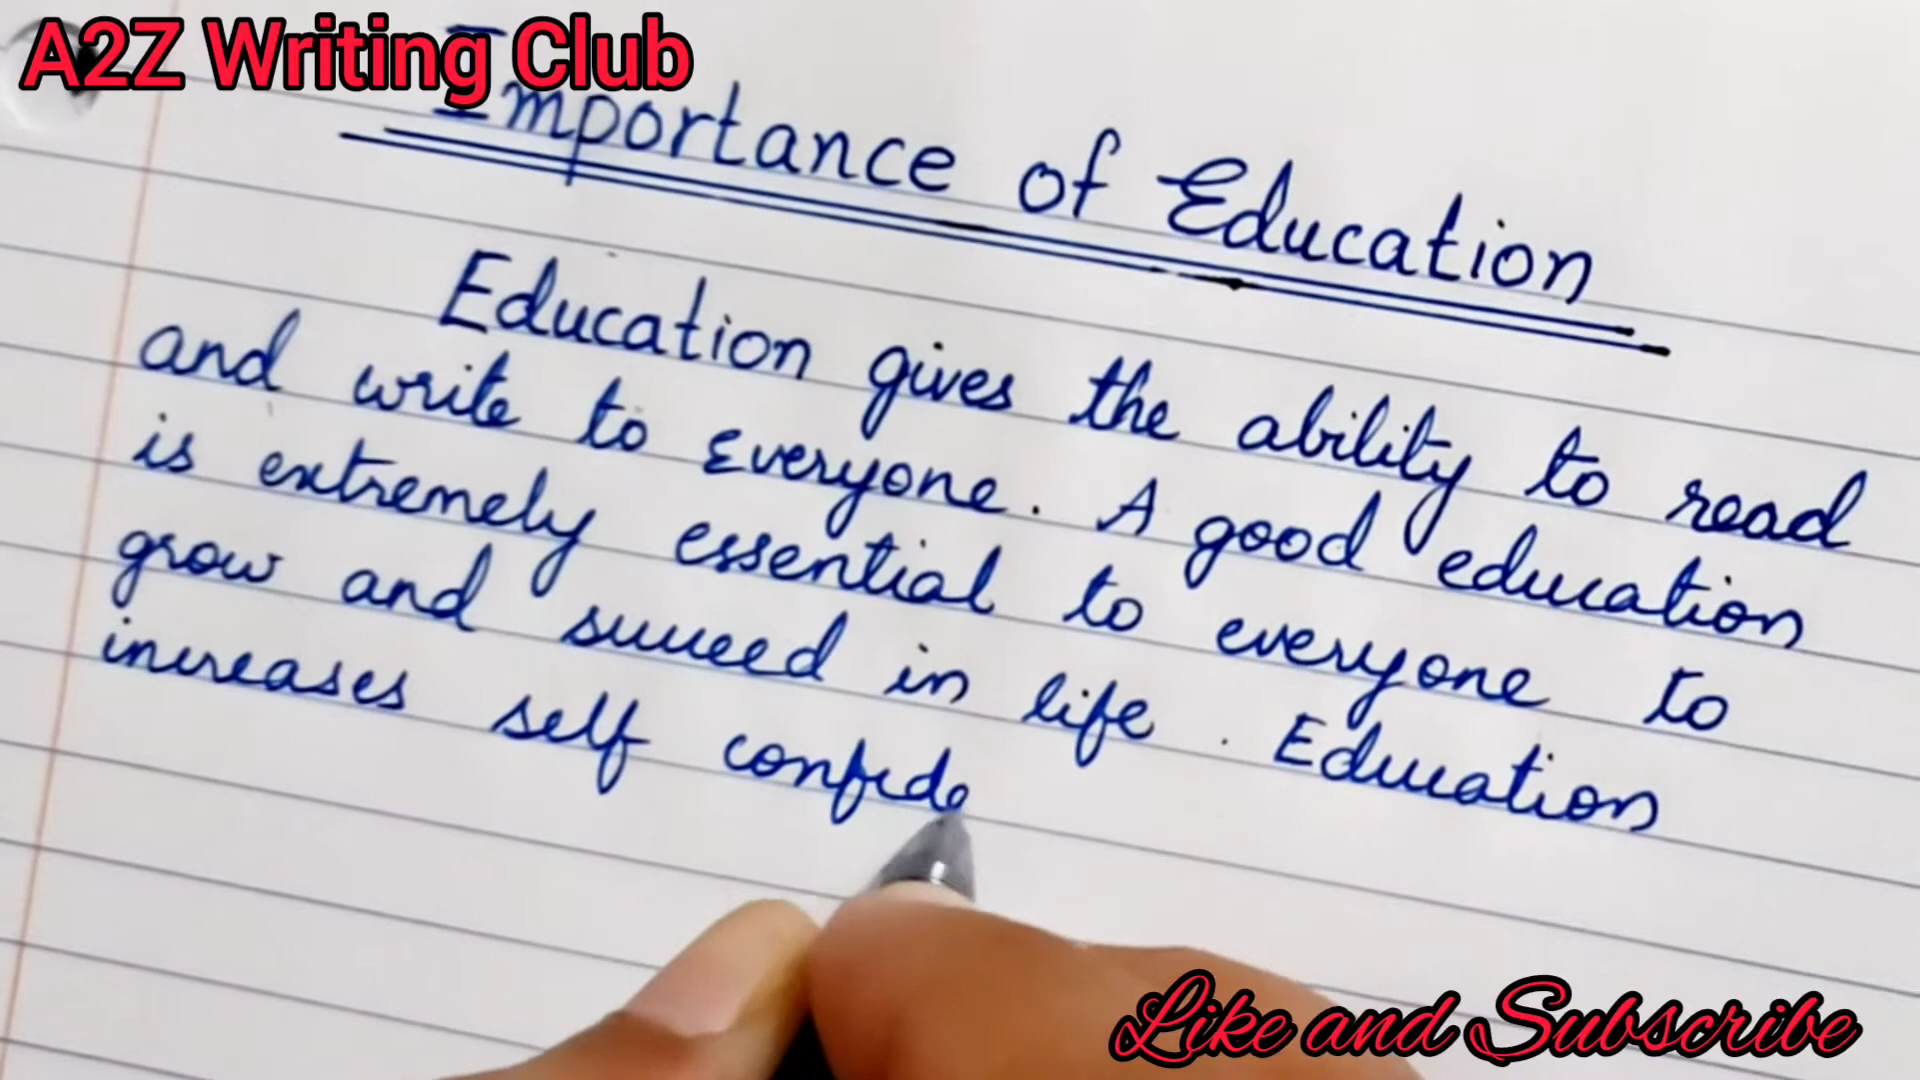 A2Z Writing Club
Importance of Education
Education gives the ability to read
and write to Everyone. A good education
is extremely essential to everyone to
grow and succeed in life. Education
increases self confide
Like and Subscribe